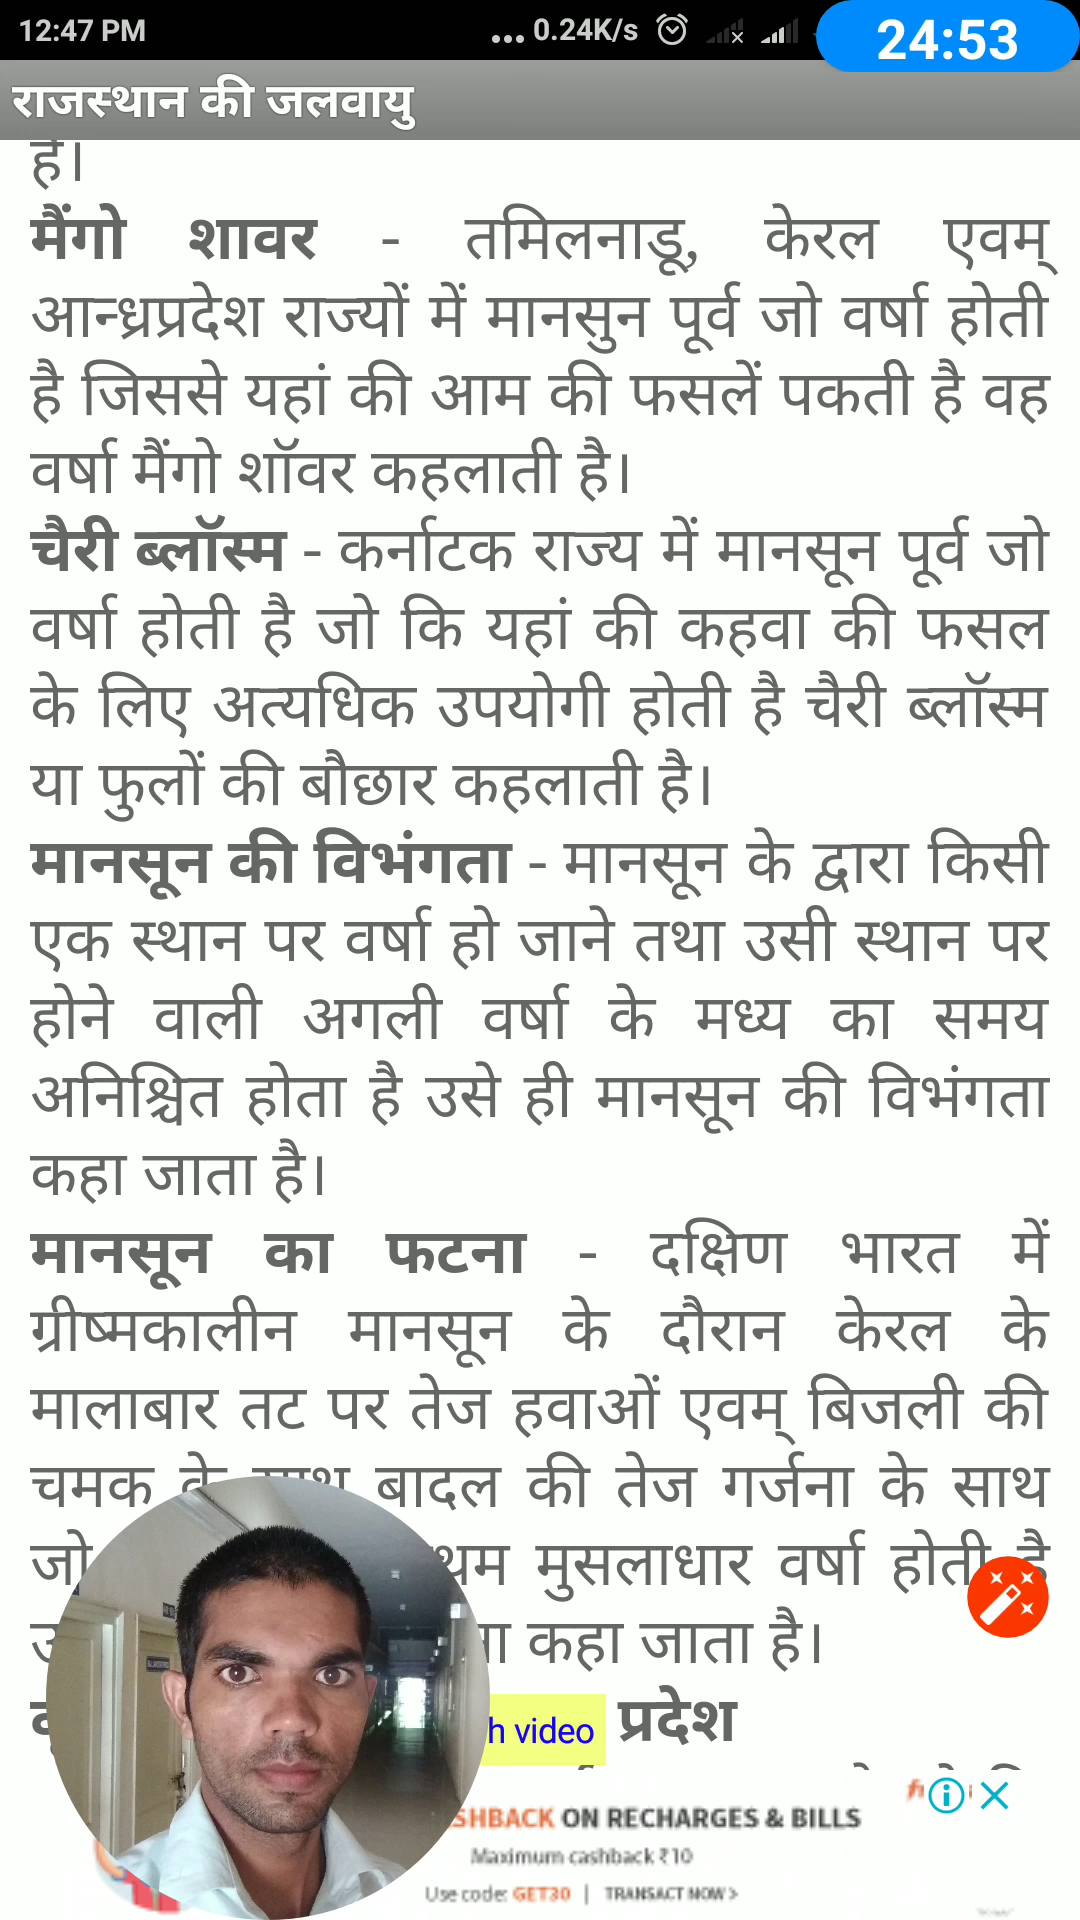 12:47 PM
...0.24K/s
24:53
राजस्थान की जलवायु
है।
मैंगो शावर - तमिलनाडू, केरल एवम्
आन्ध्रप्रदेश राज्यों में मानसुन पूर्व जो वर्षा होती
है जिससे यहां की आम की फसलें पकती है वह
वर्षा मैंगो शॉवर कहलाती है।
चैरी ब्लॉस्म - कर्नाटक राज्य में मानसून पूर्व जो
वर्षा होती है जो कि यहां की कहवा की फसल
के लिए अत्यधिक उपयोगी होती है चैरी ब्लॉस्म
या फुलों की बौछार कहलाती है।
मानसून की विभंगता - मानसून के द्वारा किसी
एक स्थान पर वर्षा हो जाने तथा उसी स्थान पर
होने वाली अगली वर्षा के मध्य का समय
अनिश्चित होता है उसे ही मानसून की विभंगता
कहा जाता है।
मानसून का फटना - दक्षिण भारत में
ग्रीष्मकालीन मानसून के दौरान केरल के
मालाबार तट पर तेज हवाओं एवम् बिजली की
चमक के साथ बादल की तेज गर्जना के साथ
जो थम मुसलाधार वर्षा होती है
कहा जाता है।
h video प्रदेश
SHBACK ON RECHARGES & BILLS
Maximum cashback ₹10
Use code: GET30 | TRANSACT NOW >